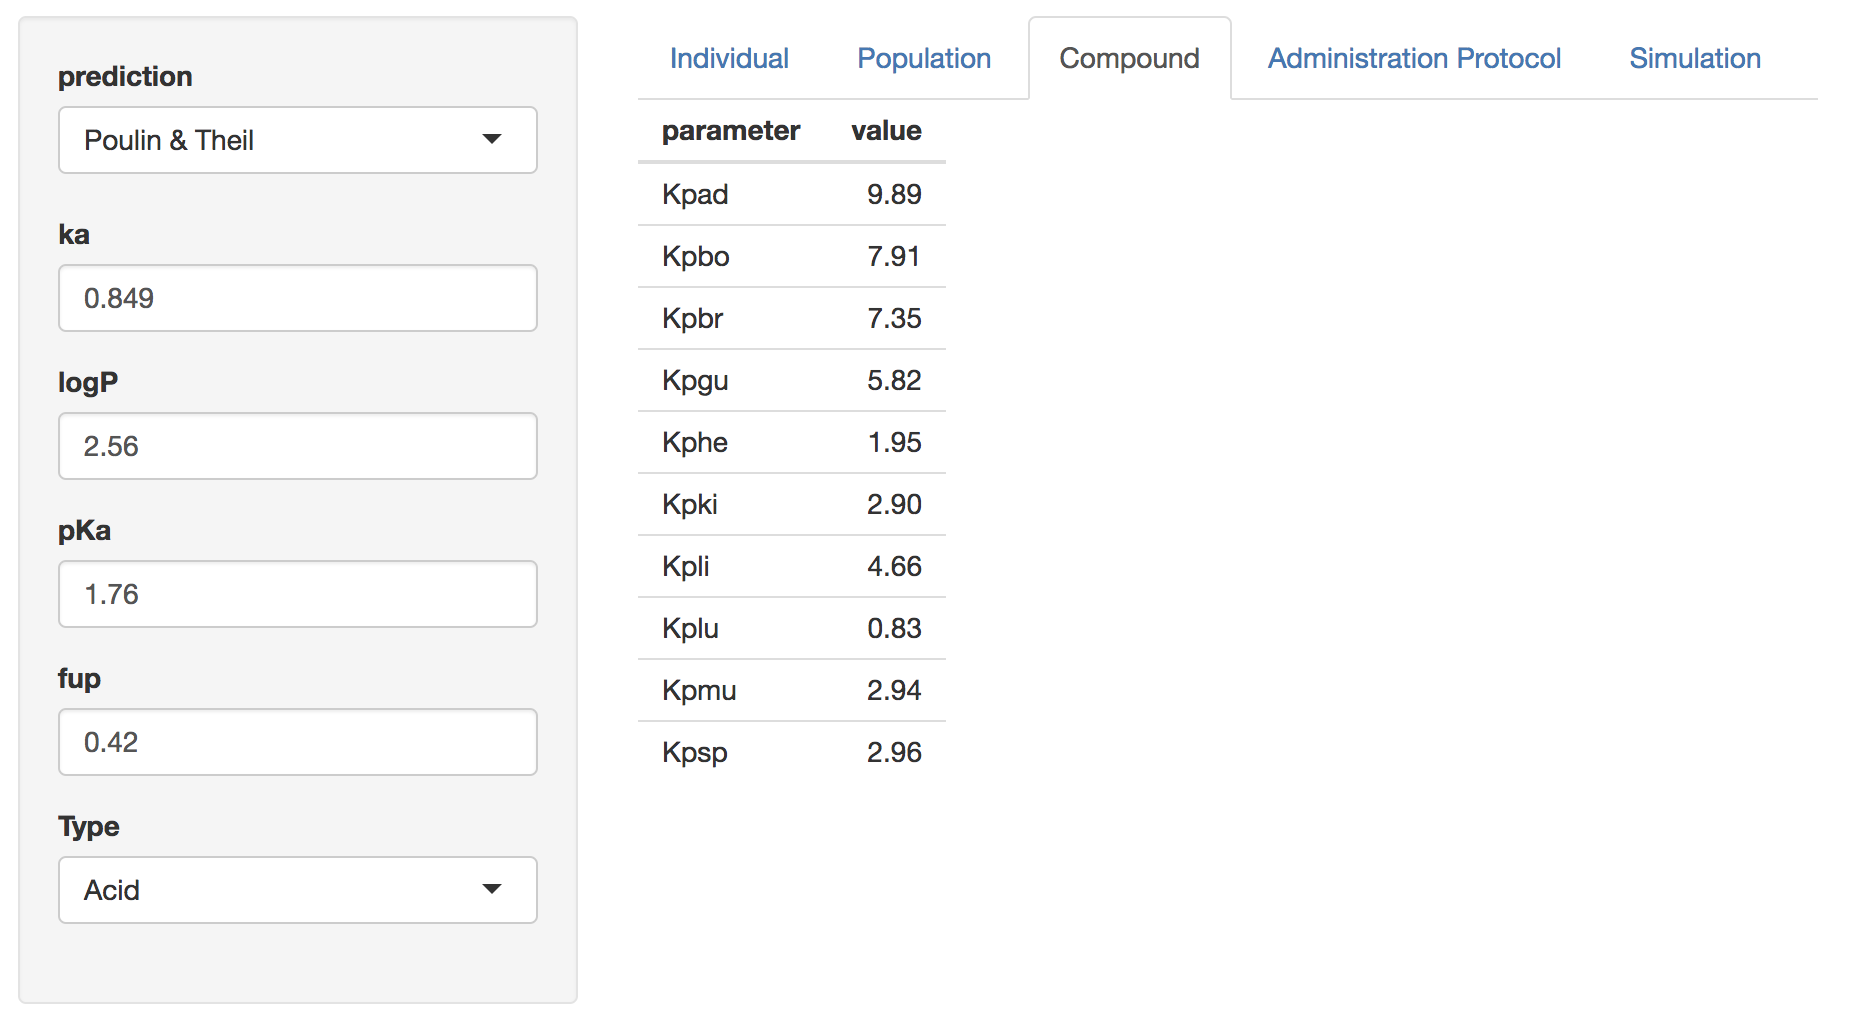 prediction
Poulin & Theil
ka
0.849
logP
2.56
pKa
1.76
fup
0.42
Type
Acid
Individual Population Compound Administration Protocol Simulation
parameter value
Kpad 9.89
Kpbo 7.91
Kpbr 7.35
Kpgu 5.82
Kphe 1.95
Kpki 2.90
Kpli 4.66
Kplu 0.83
Kpmu 2.94
Kpsp 2.96